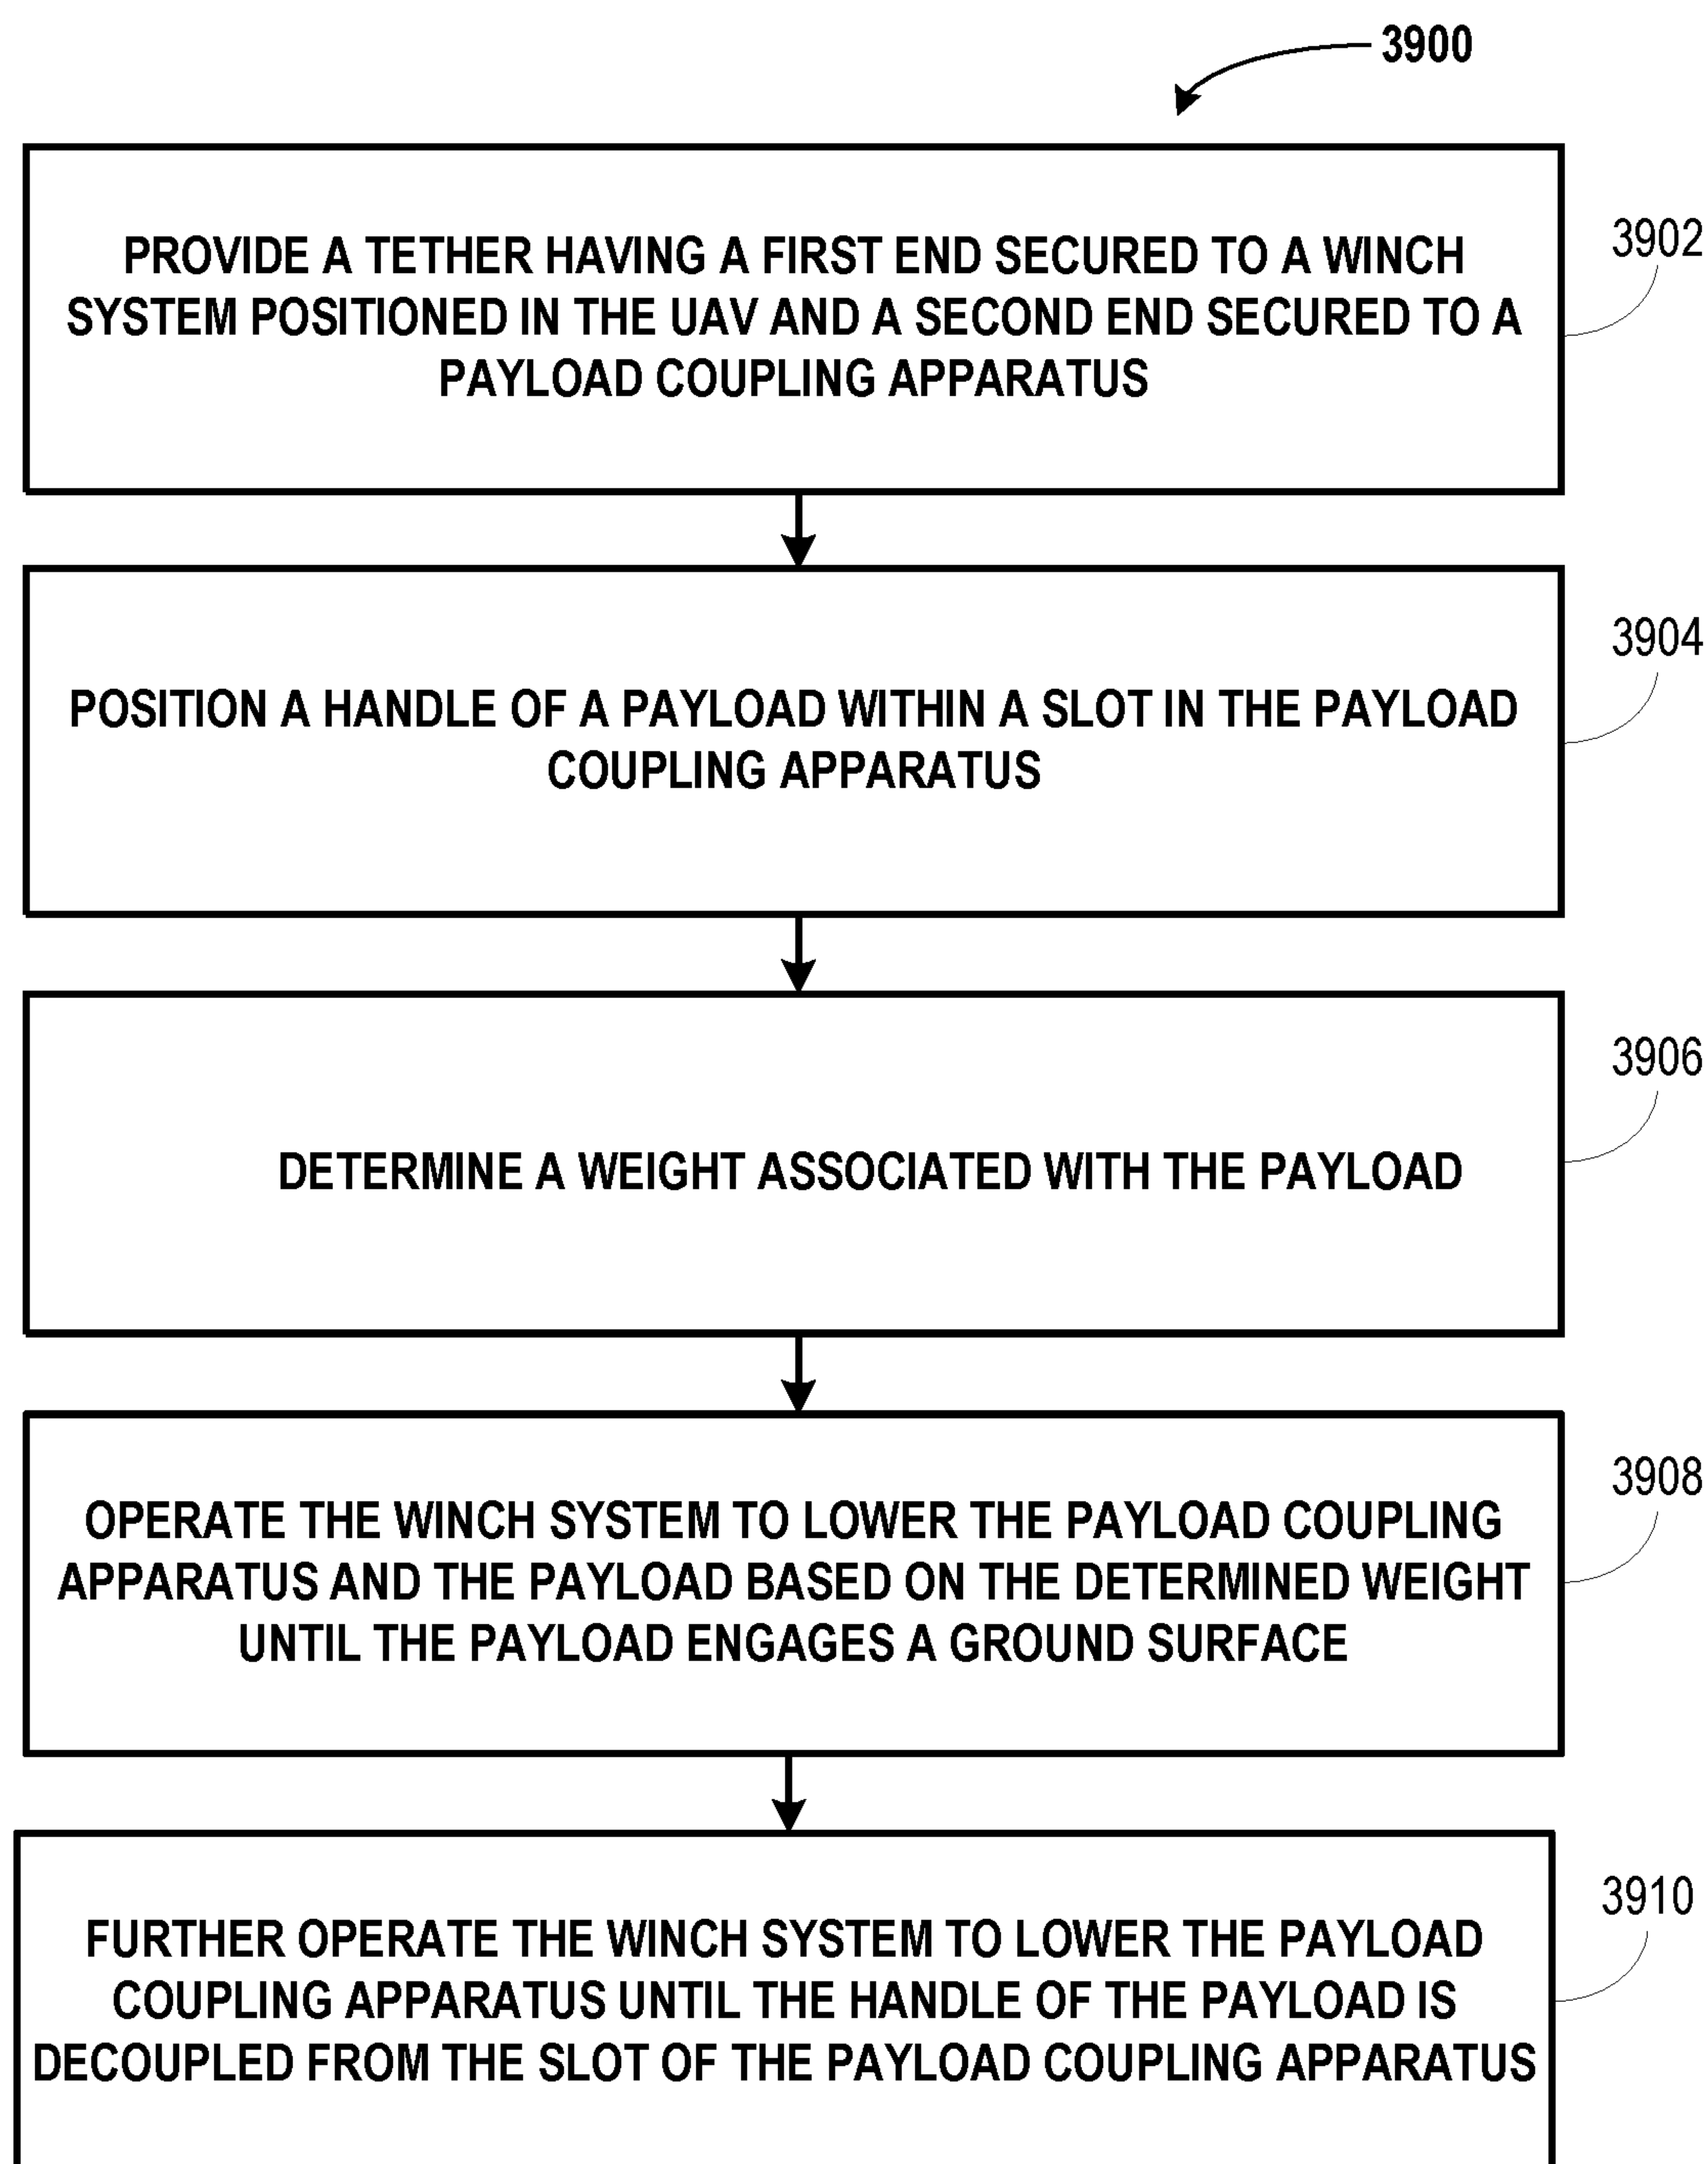 3900
PROVIDE A TETHER HAVING A FIRST END SECURED TO A WINCH
SYSTEM POSITIONED IN THE UAV AND A SECOND END SECURED TO A
PAYLOAD COUPLING APPARATUS
3902
POSITION A HANDLE OF A PAYLOAD WITHIN A SLOT IN THE PAYLOAD
COUPLING APPARATUS
3904
DETERMINE A WEIGHT ASSOCIATED WITH THE PAYLOAD
3906
OPERATE THE WINCH SYSTEM TO LOWER THE PAYLOAD COUPLING
APPARATUS AND THE PAYLOAD BASED ON THE DETERMINED WEIGHT
UNTIL THE PAYLOAD ENGAGES A GROUND SURFACE
3908
FURTHER OPERATE THE WINCH SYSTEM TO LOWER THE PAYLOAD
COUPLING APPARATUS UNTIL THE HANDLE OF THE PAYLOAD IS
DECOUPLED FROM THE SLOT OF THE PAYLOAD COUPLING APPARATUS
3910